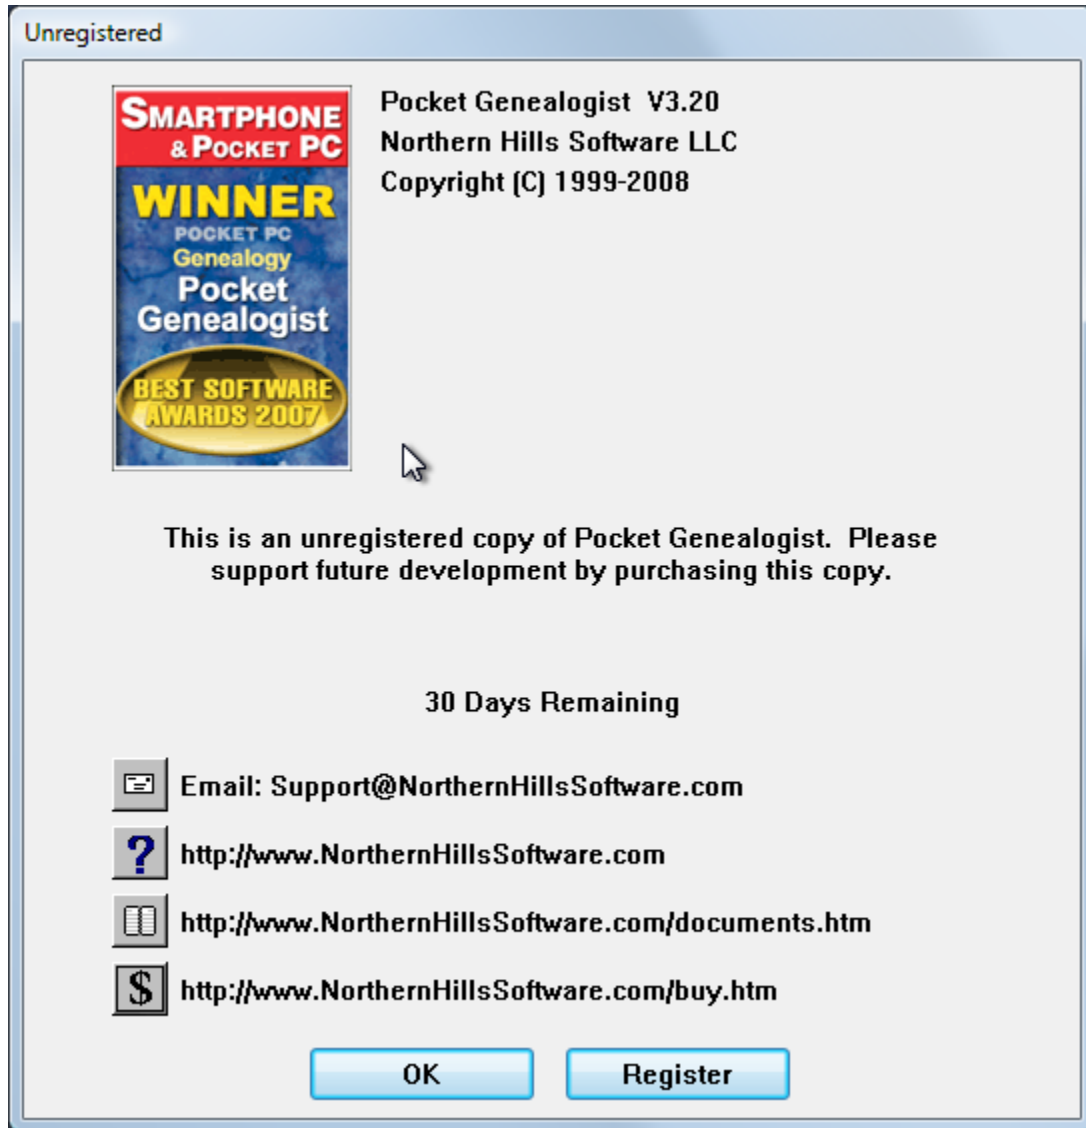 Unregistered
SMARTPHONE
& POCKET PC
WINNER
POCKET PC
Genealogy
Pocket
Genealogist
BEST SOFTWARE
AWARDS 2007
Pocket Genealogist V3.20
Northern Hills Software LLC
Copyright (C) 1999-2008
This is an unregistered copy of Pocket Genealogist. Please
support future development by purchasing this copy.
30 Days Remaining
Email: Support@NorthernHillsSoftware.com
? http://www.NorthernHillsSoftware.com
http://www.NorthernHillsSoftware.com/documents.htm
$ http://www.NorthernHillsSoftware.com/buy.htm
OK Register